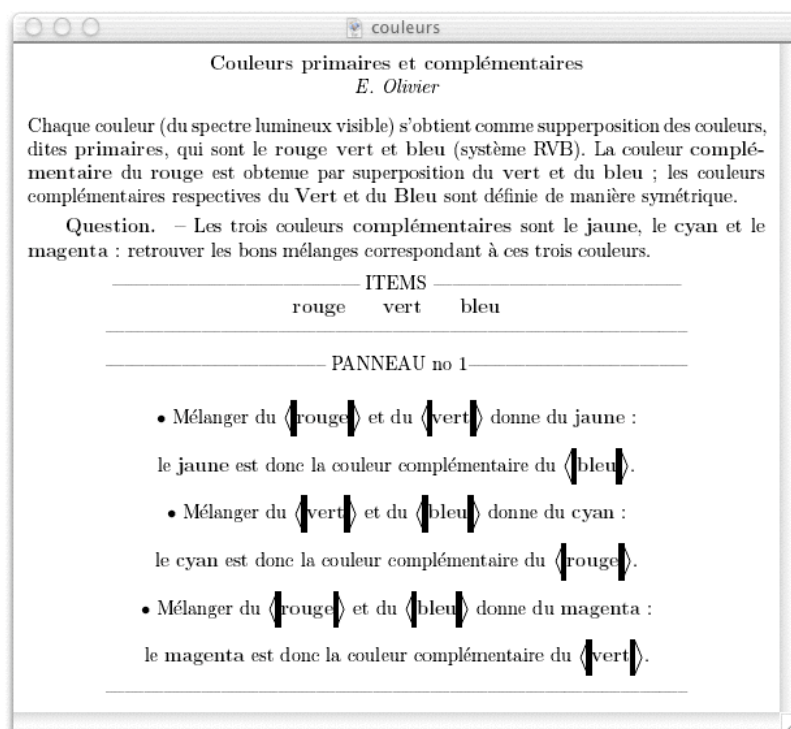 couleurs
Couleurs primaires et complémentaires
E. Olivier
Chaque couleur (du spectre lumineux visible) s'obtient comme supperposition des couleurs,
dites primaires, qui sont le rouge vert et bleu (système RVB). La couleur complé-
mentaire du rouge est obtenue par superposition du vert et du bleu ; les couleurs
complémentaires respectives du Vert et du Bleu sont définie de manière symétrique.
Question. – Les trois couleurs complémentaires sont le jaune, le cyan et le
magenta : retrouver les bons mélanges correspondant à ces trois couleurs.
ITEMS
rouge vert bleu
PANNEAU no 1
• Mélanger du ⟨rouge⟩ et du ⟨vert⟩ donne du jaune :
le jaune est donc la couleur complémentaire du ⟨bleu⟩.
• Mélanger du ⟨vert⟩ et du ⟨bleu⟩ donne du cyan :
le cyan est donc la couleur complémentaire du ⟨rouge⟩.
• Mélanger du ⟨rouge⟩ et du ⟨bleu⟩ donne du magenta :
le magenta est donc la couleur complémentaire du ⟨vert⟩.